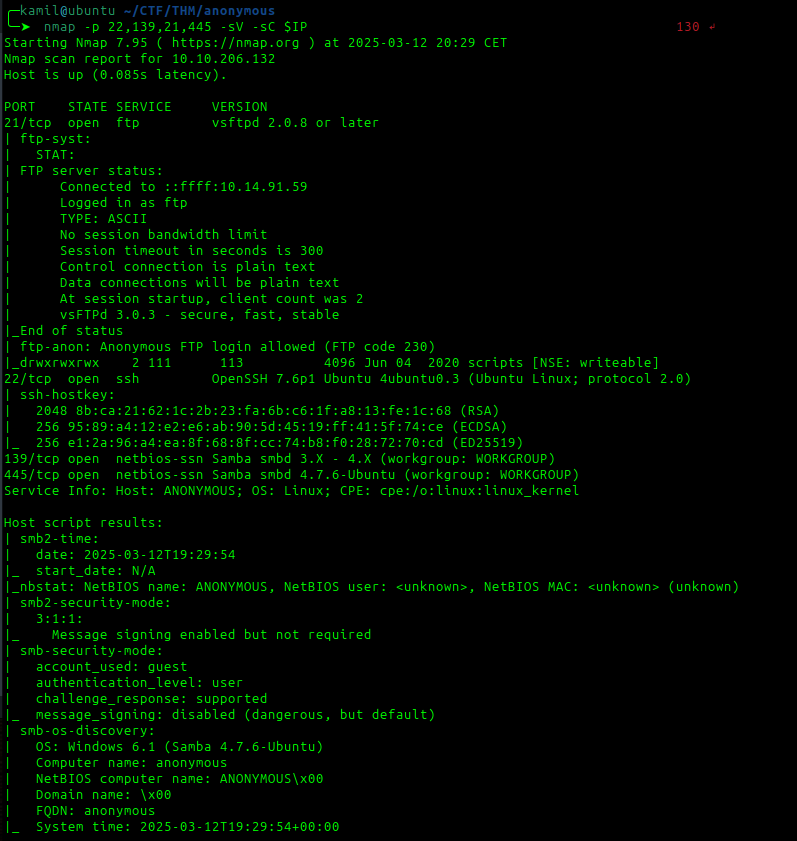 kamil@ubuntu ~/CTF/THM/anonymous
nmap -p 22,139,21,445 -sV -sC $IP 130 ↵
Starting Nmap 7.95 ( https://nmap.org ) at 2025-03-12 20:29 CET
Nmap scan report for 10.10.206.132
Host is up (0.085s latency).

PORT    STATE SERVICE     VERSION
21/tcp  open  ftp         vsftpd 2.0.8 or later
| ftp-syst:
|   STAT:
| FTP server status:
|      Connected to ::ffff:10.14.91.59
|      Logged in as ftp
|      TYPE: ASCII
|      No session bandwidth limit
|      Session timeout in seconds is 300
|      Control connection is plain text
|      Data connections will be plain text
|      At session startup, client count was 2
|      vsFTPd 3.0.3 - secure, fast, stable
|_End of status
| ftp-anon: Anonymous FTP login allowed (FTP code 230)
|_drwxrwxrwx    2 111      113          4096 Jun 04  2020 scripts [NSE: writeable]
22/tcp  open  ssh         OpenSSH 7.6p1 Ubuntu 4ubuntu0.3 (Ubuntu Linux; protocol 2.0)
| ssh-hostkey:
|   2048 8b:ca:21:62:1c:2b:23:fa:6b:c6:1f:a8:13:fe:1c:68 (RSA)
|   256 95:89:a4:12:e2:e6:ab:90:5d:45:19:ff:41:5f:74:ce (ECDSA)
|_  256 e1:2a:96:a4:ea:8f:68:8f:cc:74:b8:f0:28:72:70:cd (ED25519)
139/tcp open  netbios-ssn Samba smbd 3.X - 4.X (workgroup: WORKGROUP)
445/tcp open  netbios-ssn Samba smbd 4.7.6-Ubuntu (workgroup: WORKGROUP)
Service Info: Host: ANONYMOUS; OS: Linux; CPE: cpe:/o:linux:linux_kernel

Host script results:
| smb2-time:
|   date: 2025-03-12T19:29:54
|_  start_date: N/A
|_nbstat: NetBIOS name: ANONYMOUS, NetBIOS user: <unknown>, NetBIOS MAC: <unknown> (unknown)
| smb2-security-mode:
|   3:1:1:
|_    Message signing enabled but not required
| smb-security-mode:
|   account_used: guest
|   authentication_level: user
|   challenge_response: supported
|_  message_signing: disabled (dangerous, but default)
| smb-os-discovery:
|   OS: Windows 6.1 (Samba 4.7.6-Ubuntu)
|   Computer name: anonymous
|   NetBIOS computer name: ANONYMOUS\x00
|   Domain name: \x00
|   FQDN: anonymous
|_  System time: 2025-03-12T19:29:54+00:00